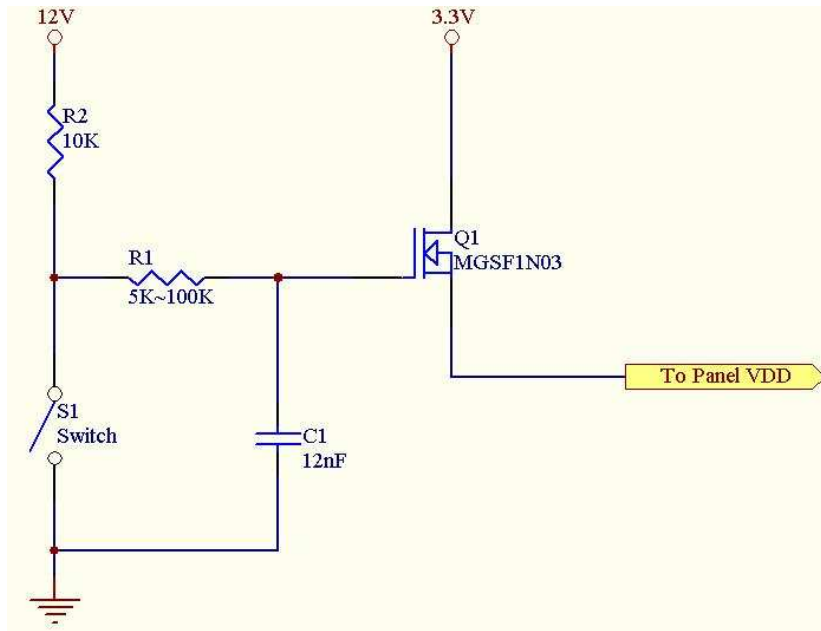 12V
3.3V
R2
10K
R1
5K~100K
Q1
MGSF1N03
To Panel VDD
S1
Switch
C1
12nF